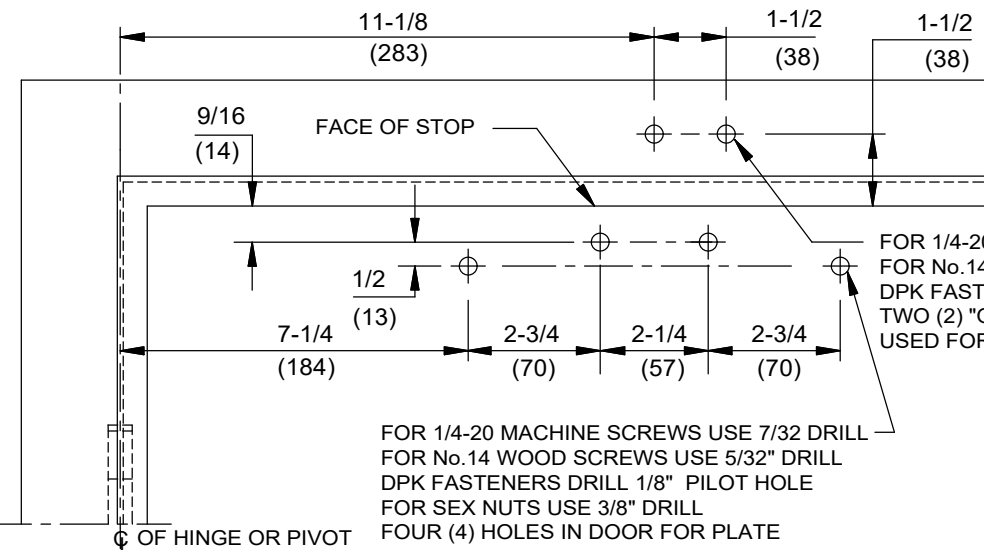 11-1/8
(283)
1-1/2
(38)
1-1/2
(38)
9/16
(14)
FACE OF STOP
FOR 1/4-20
FOR No.14
DPK FAST
TWO (2)
USED FOR
1/2
(13)
7-1/4
(184)
2-3/4
(70)
2-1/4
(57)
2-3/4
(70)
FOR 1/4-20 MACHINE SCREWS USE 7/32 DRILL
FOR No.14 WOOD SCREWS USE 5/32" DRILL
DPK FASTENERS DRILL 1/8" PILOT HOLE
FOR SEX NUTS USE 3/8" DRILL
FOUR (4) HOLES IN DOOR FOR PLATE
℄ OF HINGE OR PIVOT